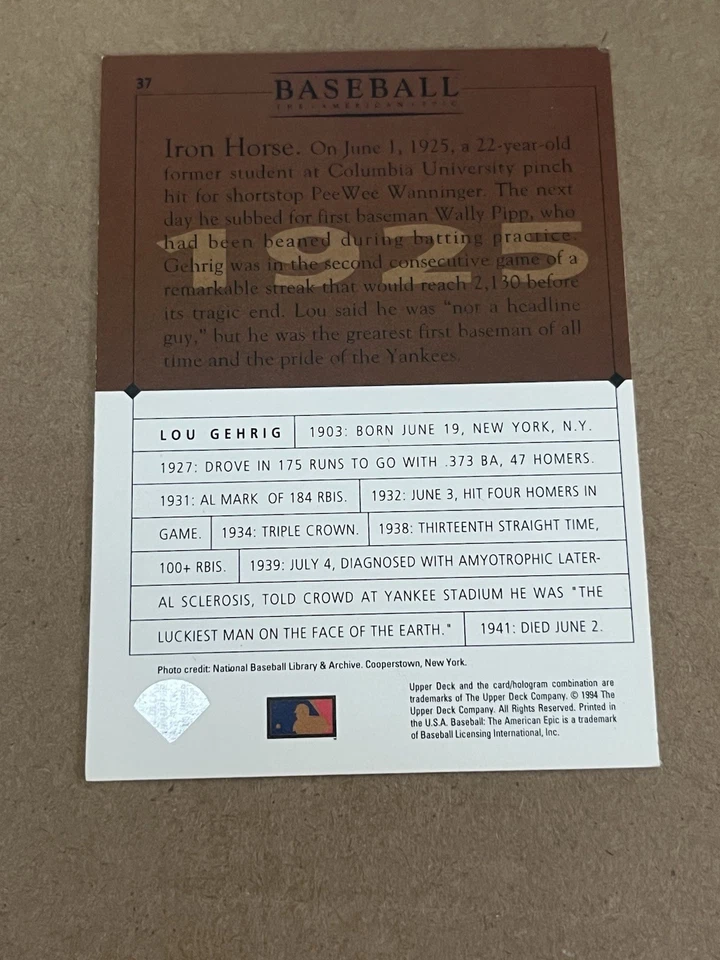 37
BASEBALL
THE · AMERICAN · EPIC
Iron Horse. On June 1, 1925, a 22-year-old
former student at Columbia University pinch
hit for shortstop PeeWee Wanninger. The next
day he subbed for first baseman Wally Pipp, who
had been beaned during batting practice.
1925
Gehrig was in the second consecutive game of a
remarkable streak that would reach 2,130 before
its tragic end. Lou said he was "not a headline
guy," but he was the greatest first baseman of all
time and the pride of the Yankees.
LOU GEHRIG 1903: BORN JUNE 19, NEW YORK, N.Y.
1927: DROVE IN 175 RUNS TO GO WITH .373 BA, 47 HOMERS.
1931: AL MARK OF 184 RBIS. 1932: JUNE 3, HIT FOUR HOMERS IN
GAME. 1934: TRIPLE CROWN. 1938: THIRTEENTH STRAIGHT TIME,
100+ RBIS. 1939: JULY 4, DIAGNOSED WITH AMYOTROPHIC LATER-
AL SCLEROSIS, TOLD CROWD AT YANKEE STADIUM HE WAS "THE
LUCKIEST MAN ON THE FACE OF THE EARTH." 1941: DIED JUNE 2.
Photo credit: National Baseball Library & Archive. Cooperstown, New York.
Upper Deck and the card/hologram combination are
trademarks of The Upper Deck Company. © 1994 The
Upper Deck Company. All Rights Reserved. Printed in
the U.S.A. Baseball: The American Epic is a trademark
of Baseball Licensing International, Inc.